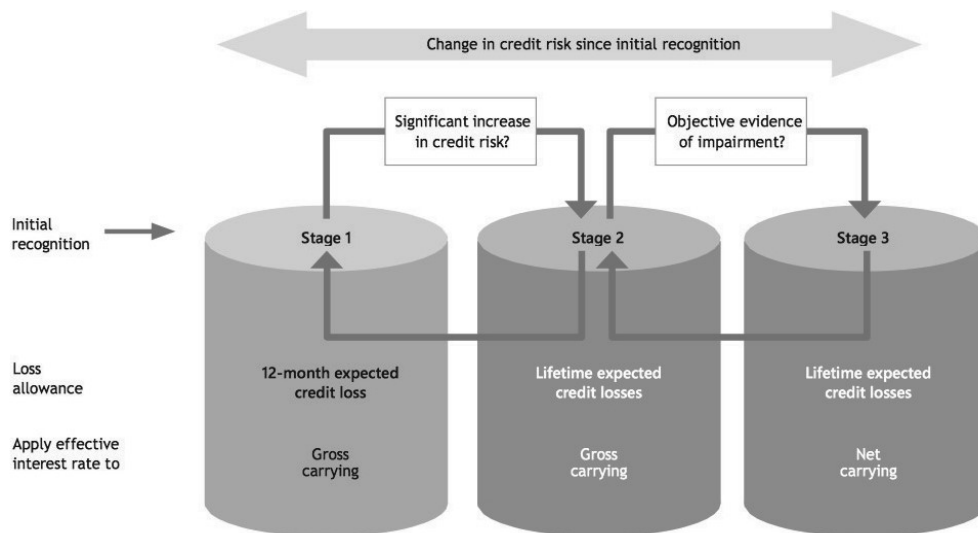 Change in credit risk since initial recognition
Significant increase
in credit risk?
Objective evidence
of impairment?
Initial
recognition
Stage 1
Stage 2
Stage 3
Loss
allowance
12-month expected
credit loss
Lifetime expected
credit losses
Lifetime expected
credit losses
Apply effective
interest rate to
Gross
carrying
Gross
carrying
Net
carrying